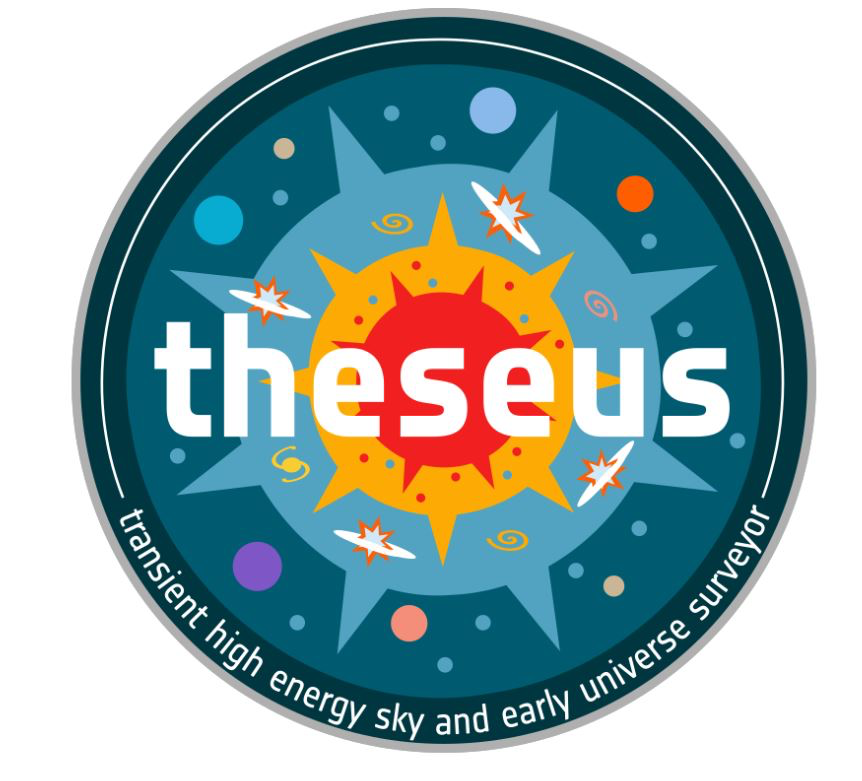 theseus
transient high energy sky and early universe surveyor